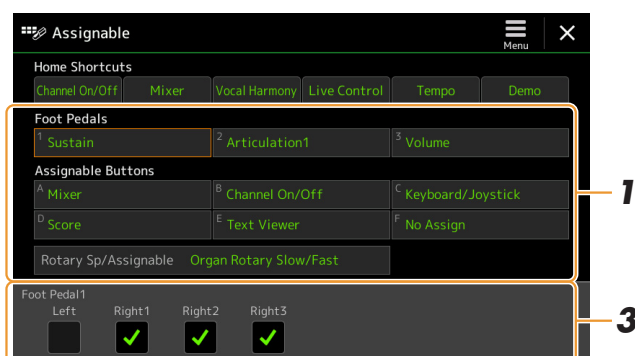 Assignable
Menu
Home Shortcuts
Channel On/Off Mixer Vocal Harmony Live Control Tempo Demo
Foot Pedals
1 Sustain 2 Articulation1 3 Volume
Assignable Buttons
A Mixer B Channel On/Off C Keyboard/Joystick
D Score E Text Viewer F No Assign
Rotary Sp/Assignable Organ Rotary Slow/Fast
1
Foot Pedal1
Left Right1 Right2 Right3
3